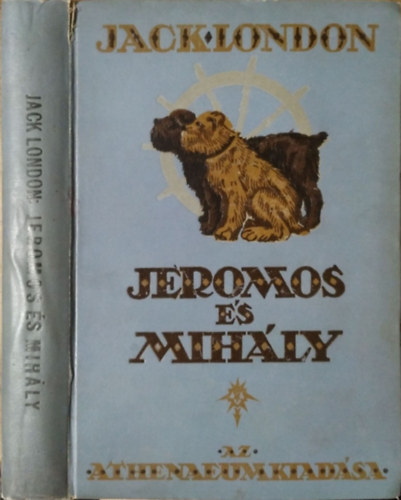 JACK LONDON: JEROMOS ÉS MIHÁLY
JACK·LONDON
JEROMOS
ÉS
MIHÁLY
·AZ·
·ATHENAEUM KIADÁSA·